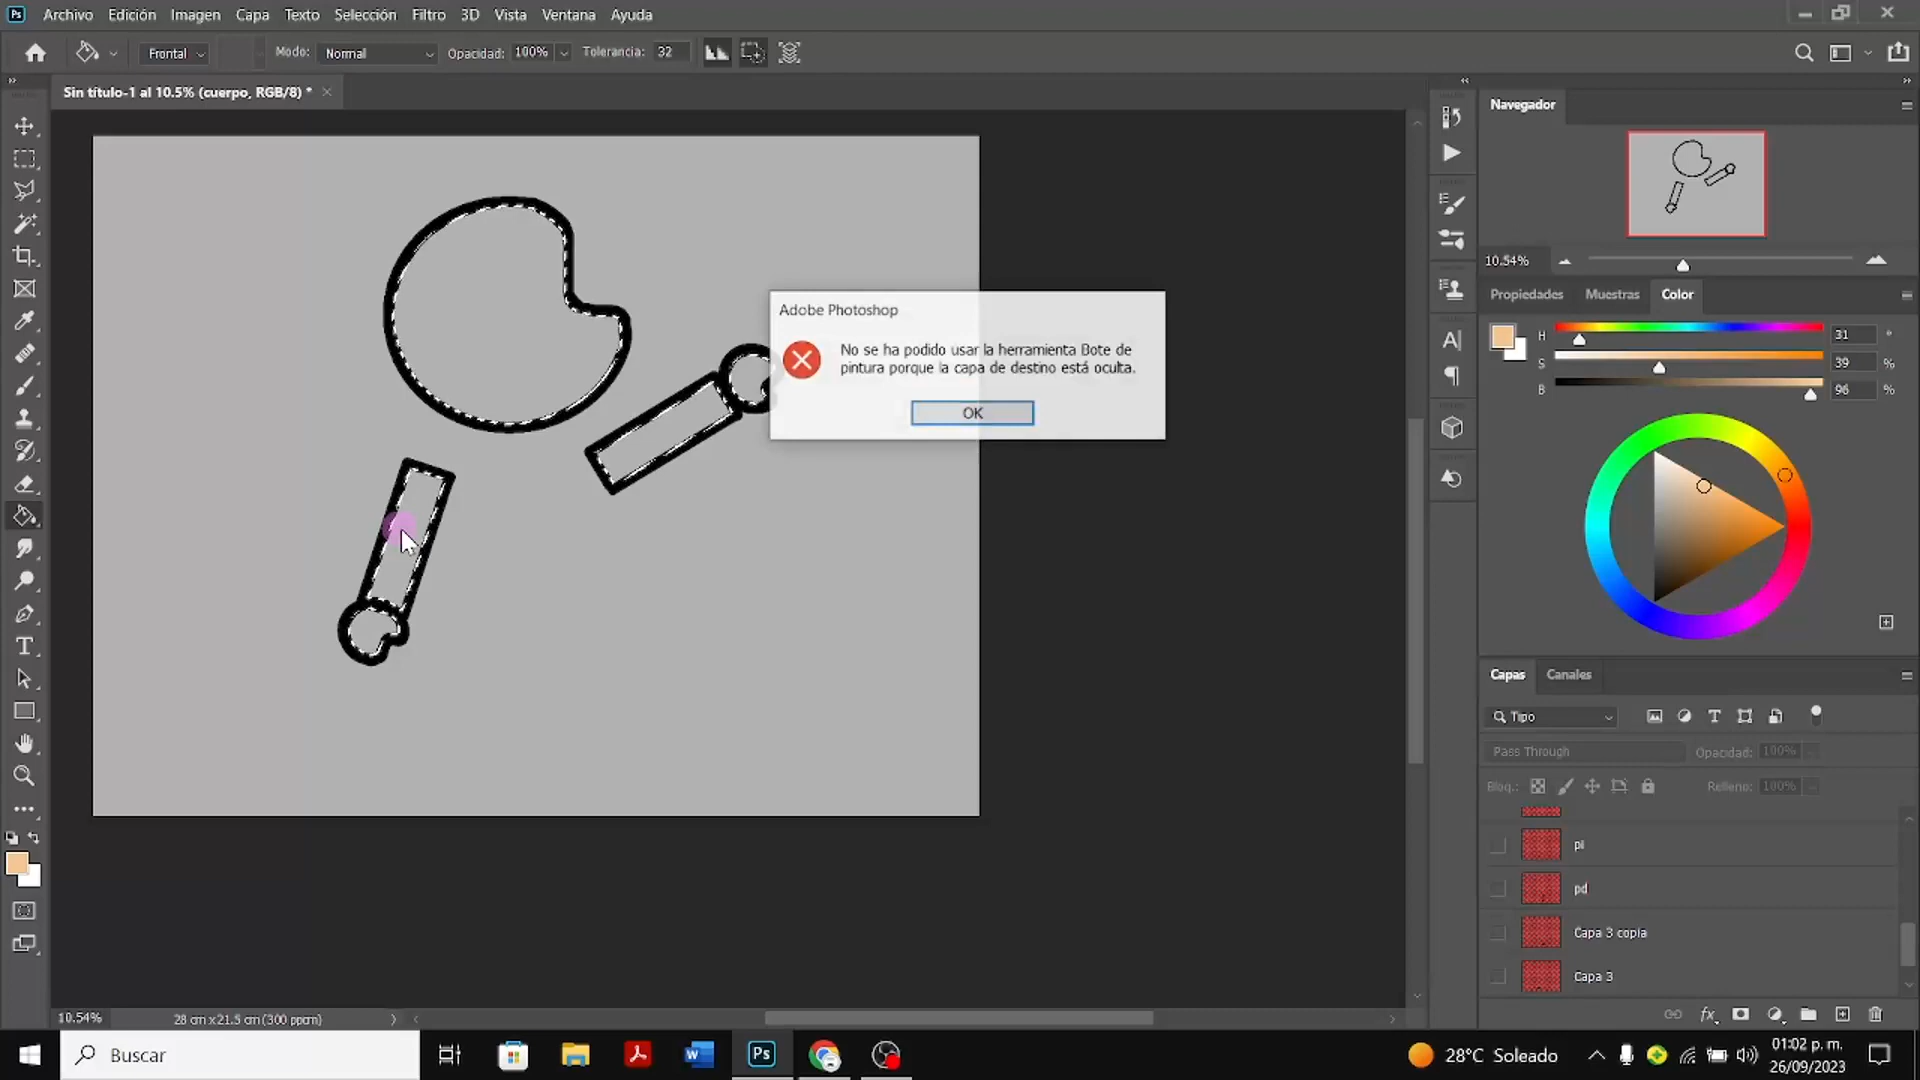 Ps Archivo Edición Imagen Capa Texto Selección Filtro 3D Vista Ventana Ayuda
Frontal Modo: Normal Opacidad: 100% Tolerancia: 32
Sin título-1 al 10.5% (cuerpo, RGB/8) *
Navegador
10.54%
Propiedades Muestras Color
H 31 °
S 39 %
B 96 %
Adobe Photoshop
No se ha podido usar la herramienta Bote de
pintura porque la capa de destino está oculta.
OK
Capas Canales
Tipo
Pass Through Opacidad: 100%
Bloq.: Relleno: 100%
pi
pd
Capa 3 copia
Capa 3
10.54% 28 cm x 21.5 cm (300 ppcm)
Buscar
28°C Soleado
01:02 p. m.
26/09/2023